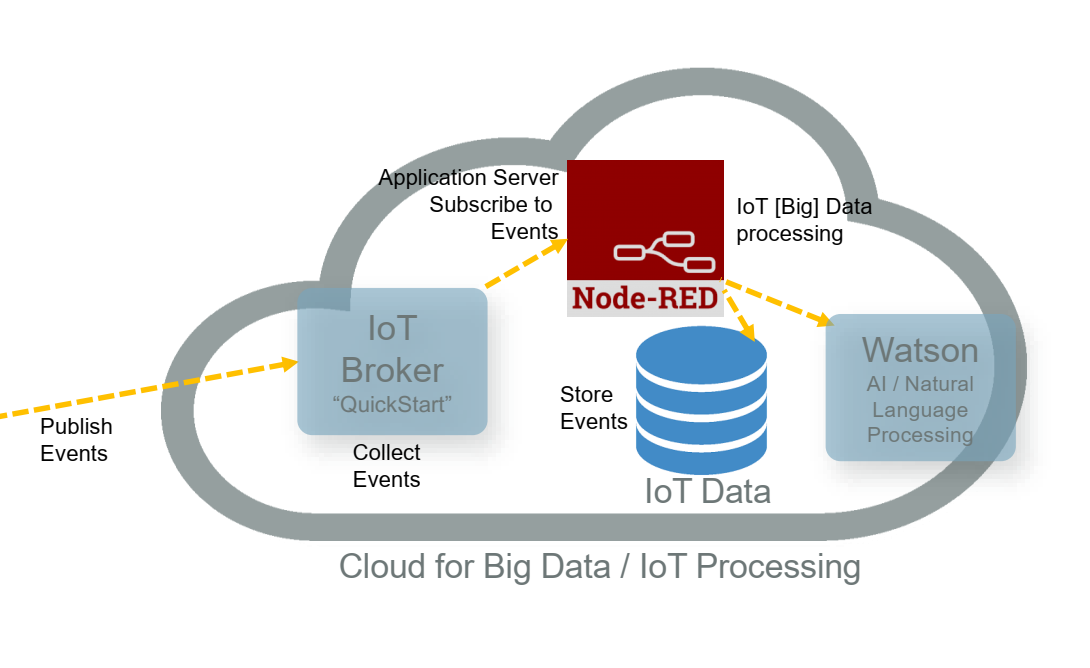 Application Server
Subscribe to
Events
IoT [Big] Data
processing
Node-RED
IoT
Broker
“QuickStart”
Watson
AI / Natural
Language
Processing
Store
Events
Publish
Events
Collect
Events
IoT Data
Cloud for Big Data / IoT Processing